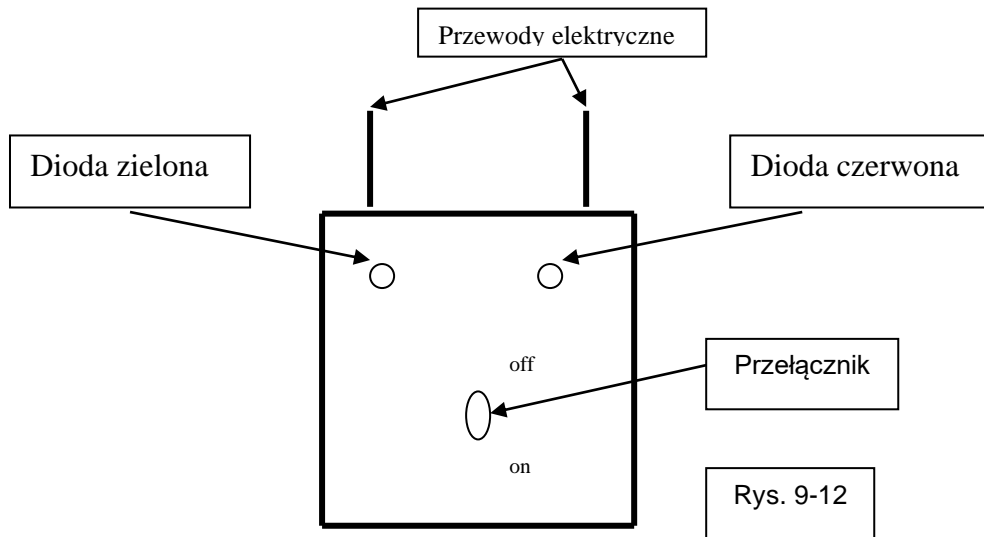 Przewody elektryczne
Dioda zielona
Dioda czerwona
off
Przełącznik
on
Rys. 9-12